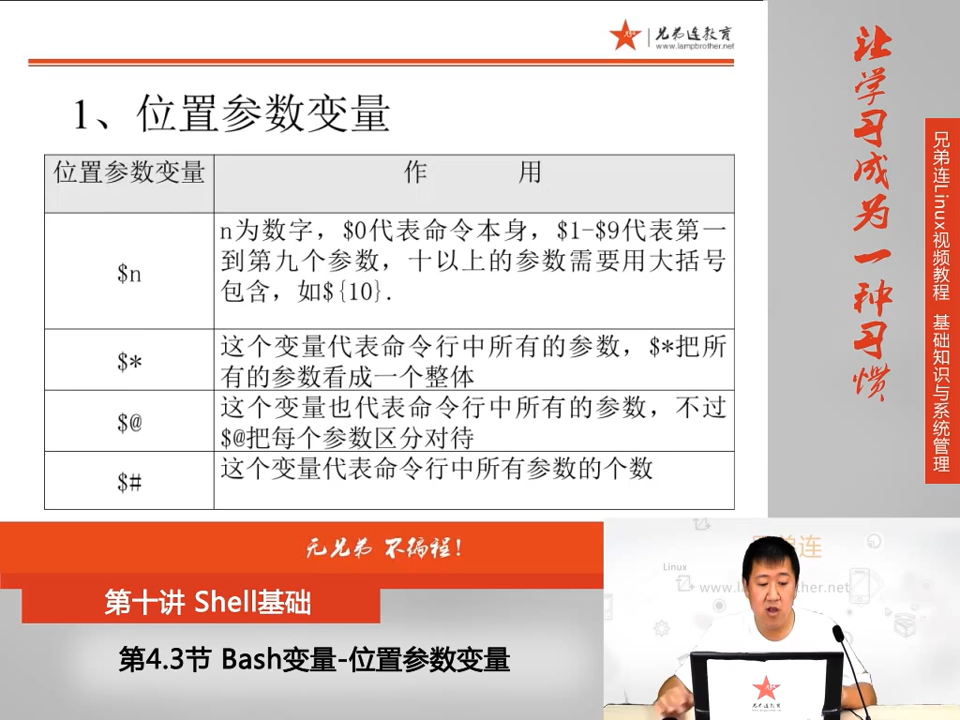 兄弟连教育
www.lampbrother.net
1、位置参数变量
位置参数变量
作 用
$n
n为数字，$0代表命令本身，$1-$9代表第一
到第九个参数，十以上的参数需要用大括号
包含，如${10}.
$*
这个变量代表命令行中所有的参数，$*把所
有的参数看成一个整体
$@
这个变量也代表命令行中所有的参数，不过
$@把每个参数区分对待
$#
这个变量代表命令行中所有参数的个数
让学习成为一种习惯
兄弟连Linux视频教程 基础知识与系统管理
无兄弟 不编程!
第十讲 Shell基础
第4.3节 Bash变量-位置参数变量
Linux
兄弟连教育